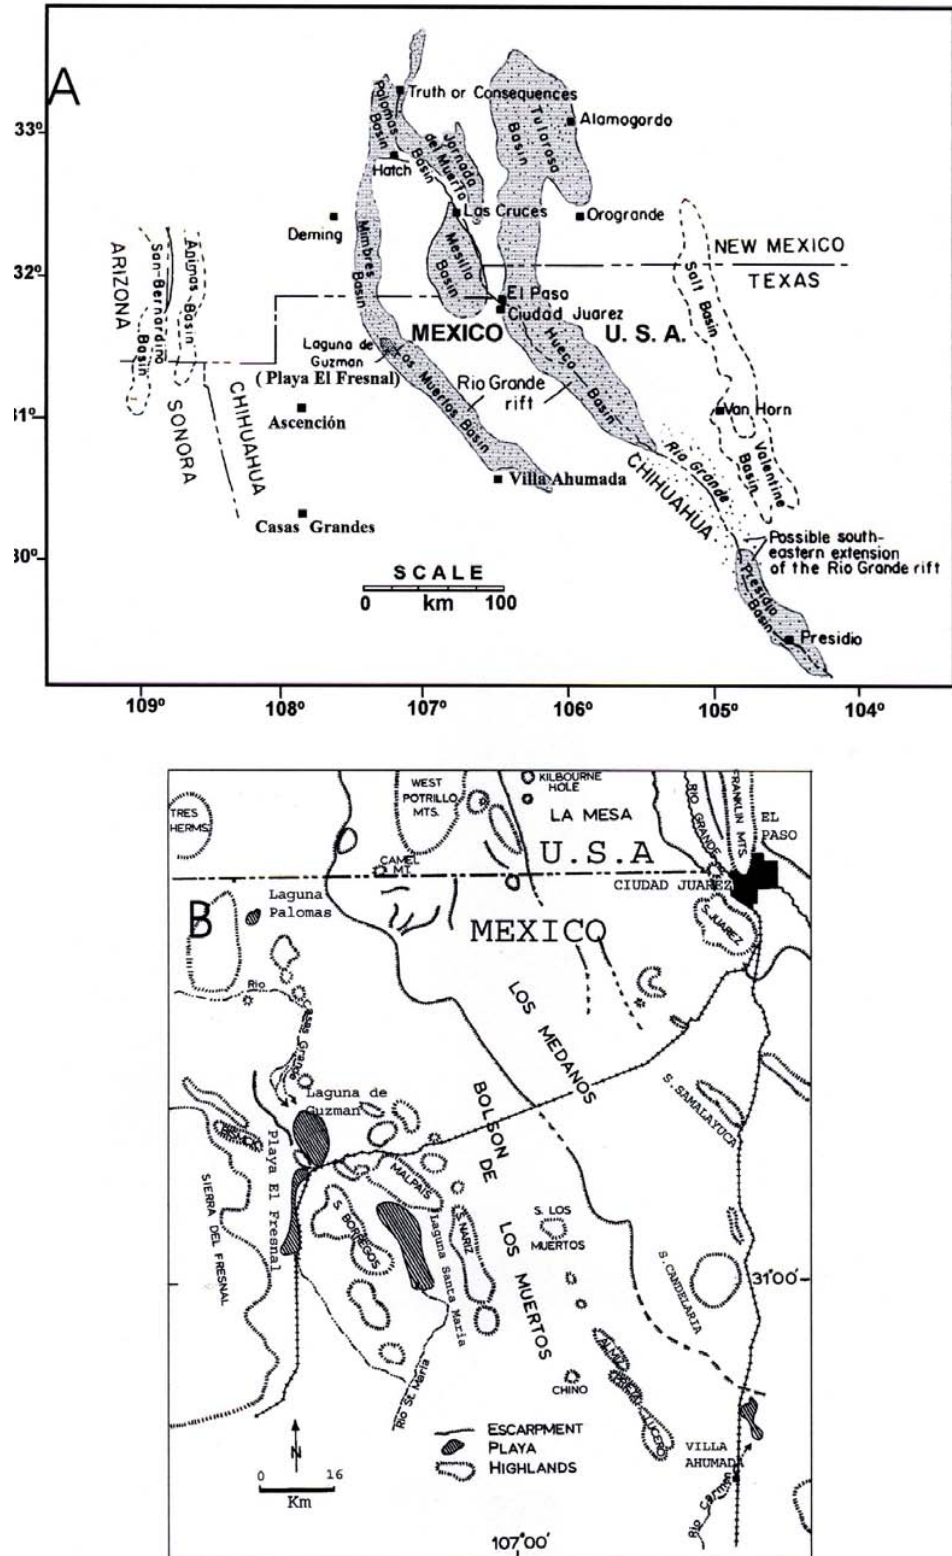 A
33º
32º
31º
30º
109º
108º
107º
106º
105º
104º
Truth or Consequences
Palomas
Basin
Hatch
Jornada
del Muerto
Basin
Tularosa
Basin
Alamogordo
Las Cruces
Orogrande
Deming
Mimbres
Basin
Mesilla
Basin
NEW MEXICO
TEXAS
Salt Basin
ARIZONA
San Bernardino
Basin
Animas Basin
El Paso
Ciudad Juarez
MEXICO
U. S. A.
Laguna de
Guzman
( Playa El Fresnal)
Los Muertos Basin
Hueco Basin
Rio Grande
rift
Ascención
SONORA
CHIHUAHUA
Casas Grandes
Villa Ahumada
Van Horn
Valentine
Basin
Rio Grande
CHIHUAHUA
Possible south-
eastern extension
of the Rio Grande rift
Presidio
Basin
Presidio
SCALE
0 km 100
B
TRES
HERMS.
WEST
POTRILLO
MTS.
KILBOURNE
HOLE
LA MESA
RIO GRANDE
FRANKLIN MTS.
EL
PASO
U.S.A
CAMEL
MT.
CIUDAD JUAREZ
Laguna
Palomas
MEXICO
S. JUAREZ
Rio
Casas Grande
LOS MEDANOS
Laguna de
Guzman
BOLSON DE
LOS MUERTOS
S. SAMALAYUCA
Playa El Fresnal
SIERRA
DEL FRESNAL
MALPAIS
S. BORREGOS
Laguna Santa Maria
S. NARIZ
S. LOS
MUERTOS
31º00'
S. CANDELARIA
Rio St. Maria
CHINO
LUCERO
VILLA
AHUMADA
Rio Carmen
ESCARPMENT
PLAYA
HIGHLANDS
N
0 16
Km
107º00'